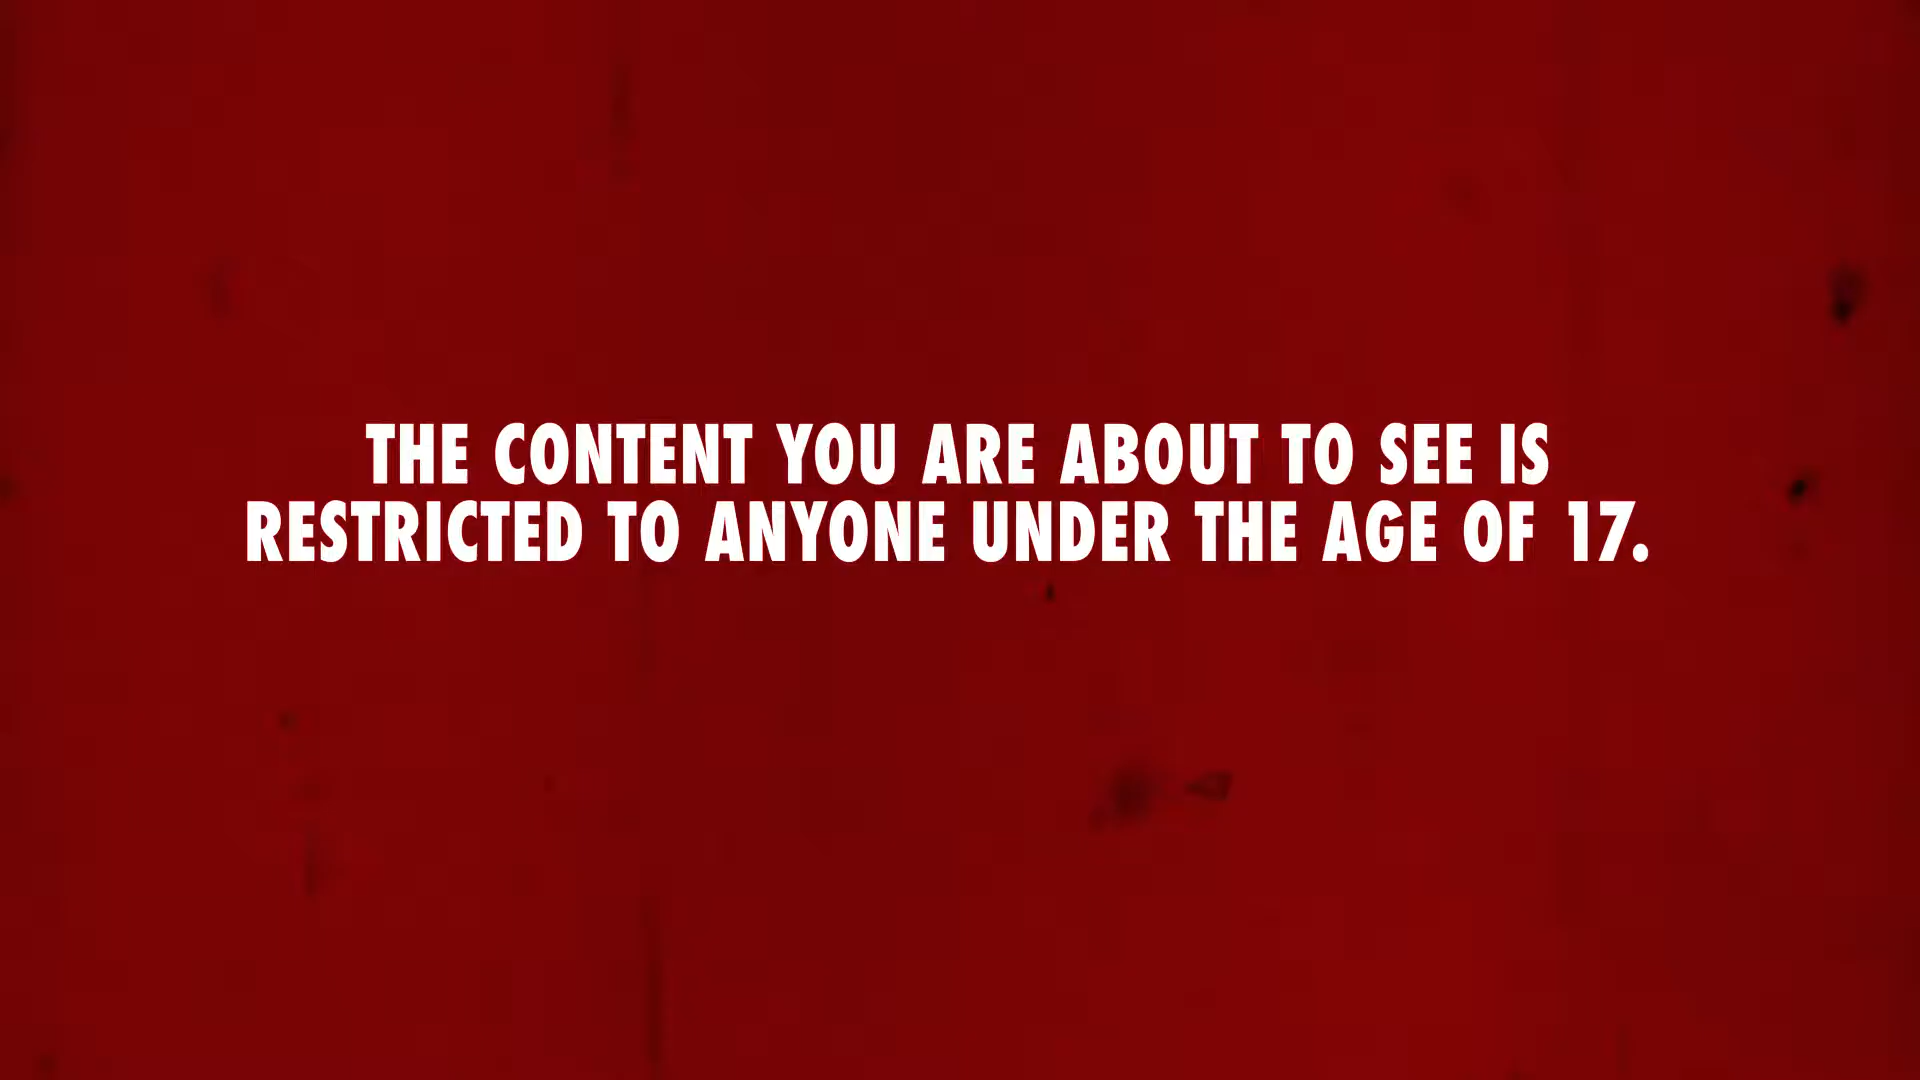 THE CONTENT YOU ARE ABOUT TO SEE IS
RESTRICTED TO ANYONE UNDER THE AGE OF 17.